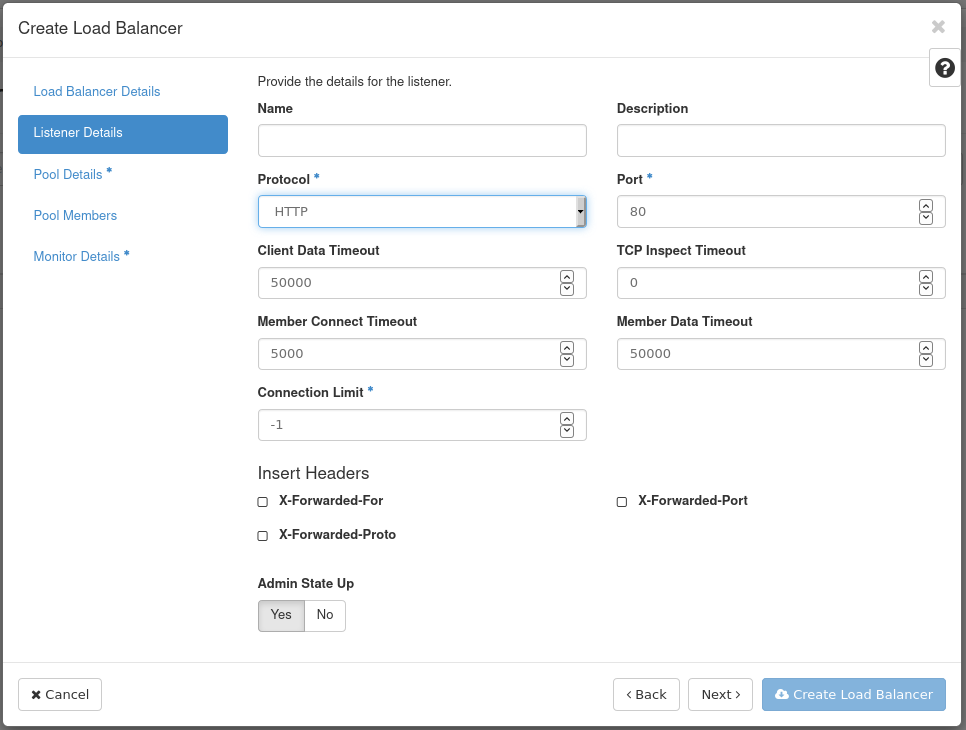 Create Load Balancer
Load Balancer Details
Listener Details
Pool Details *
Pool Members
Monitor Details *
Provide the details for the listener.
Name
Description
Protocol *
Port *
HTTP
80
Client Data Timeout
TCP Inspect Timeout
50000
0
Member Connect Timeout
Member Data Timeout
5000
50000
Connection Limit *
-1
Insert Headers
X-Forwarded-For
X-Forwarded-Port
X-Forwarded-Proto
Admin State Up
Yes No
Cancel
Back
Next
Create Load Balancer